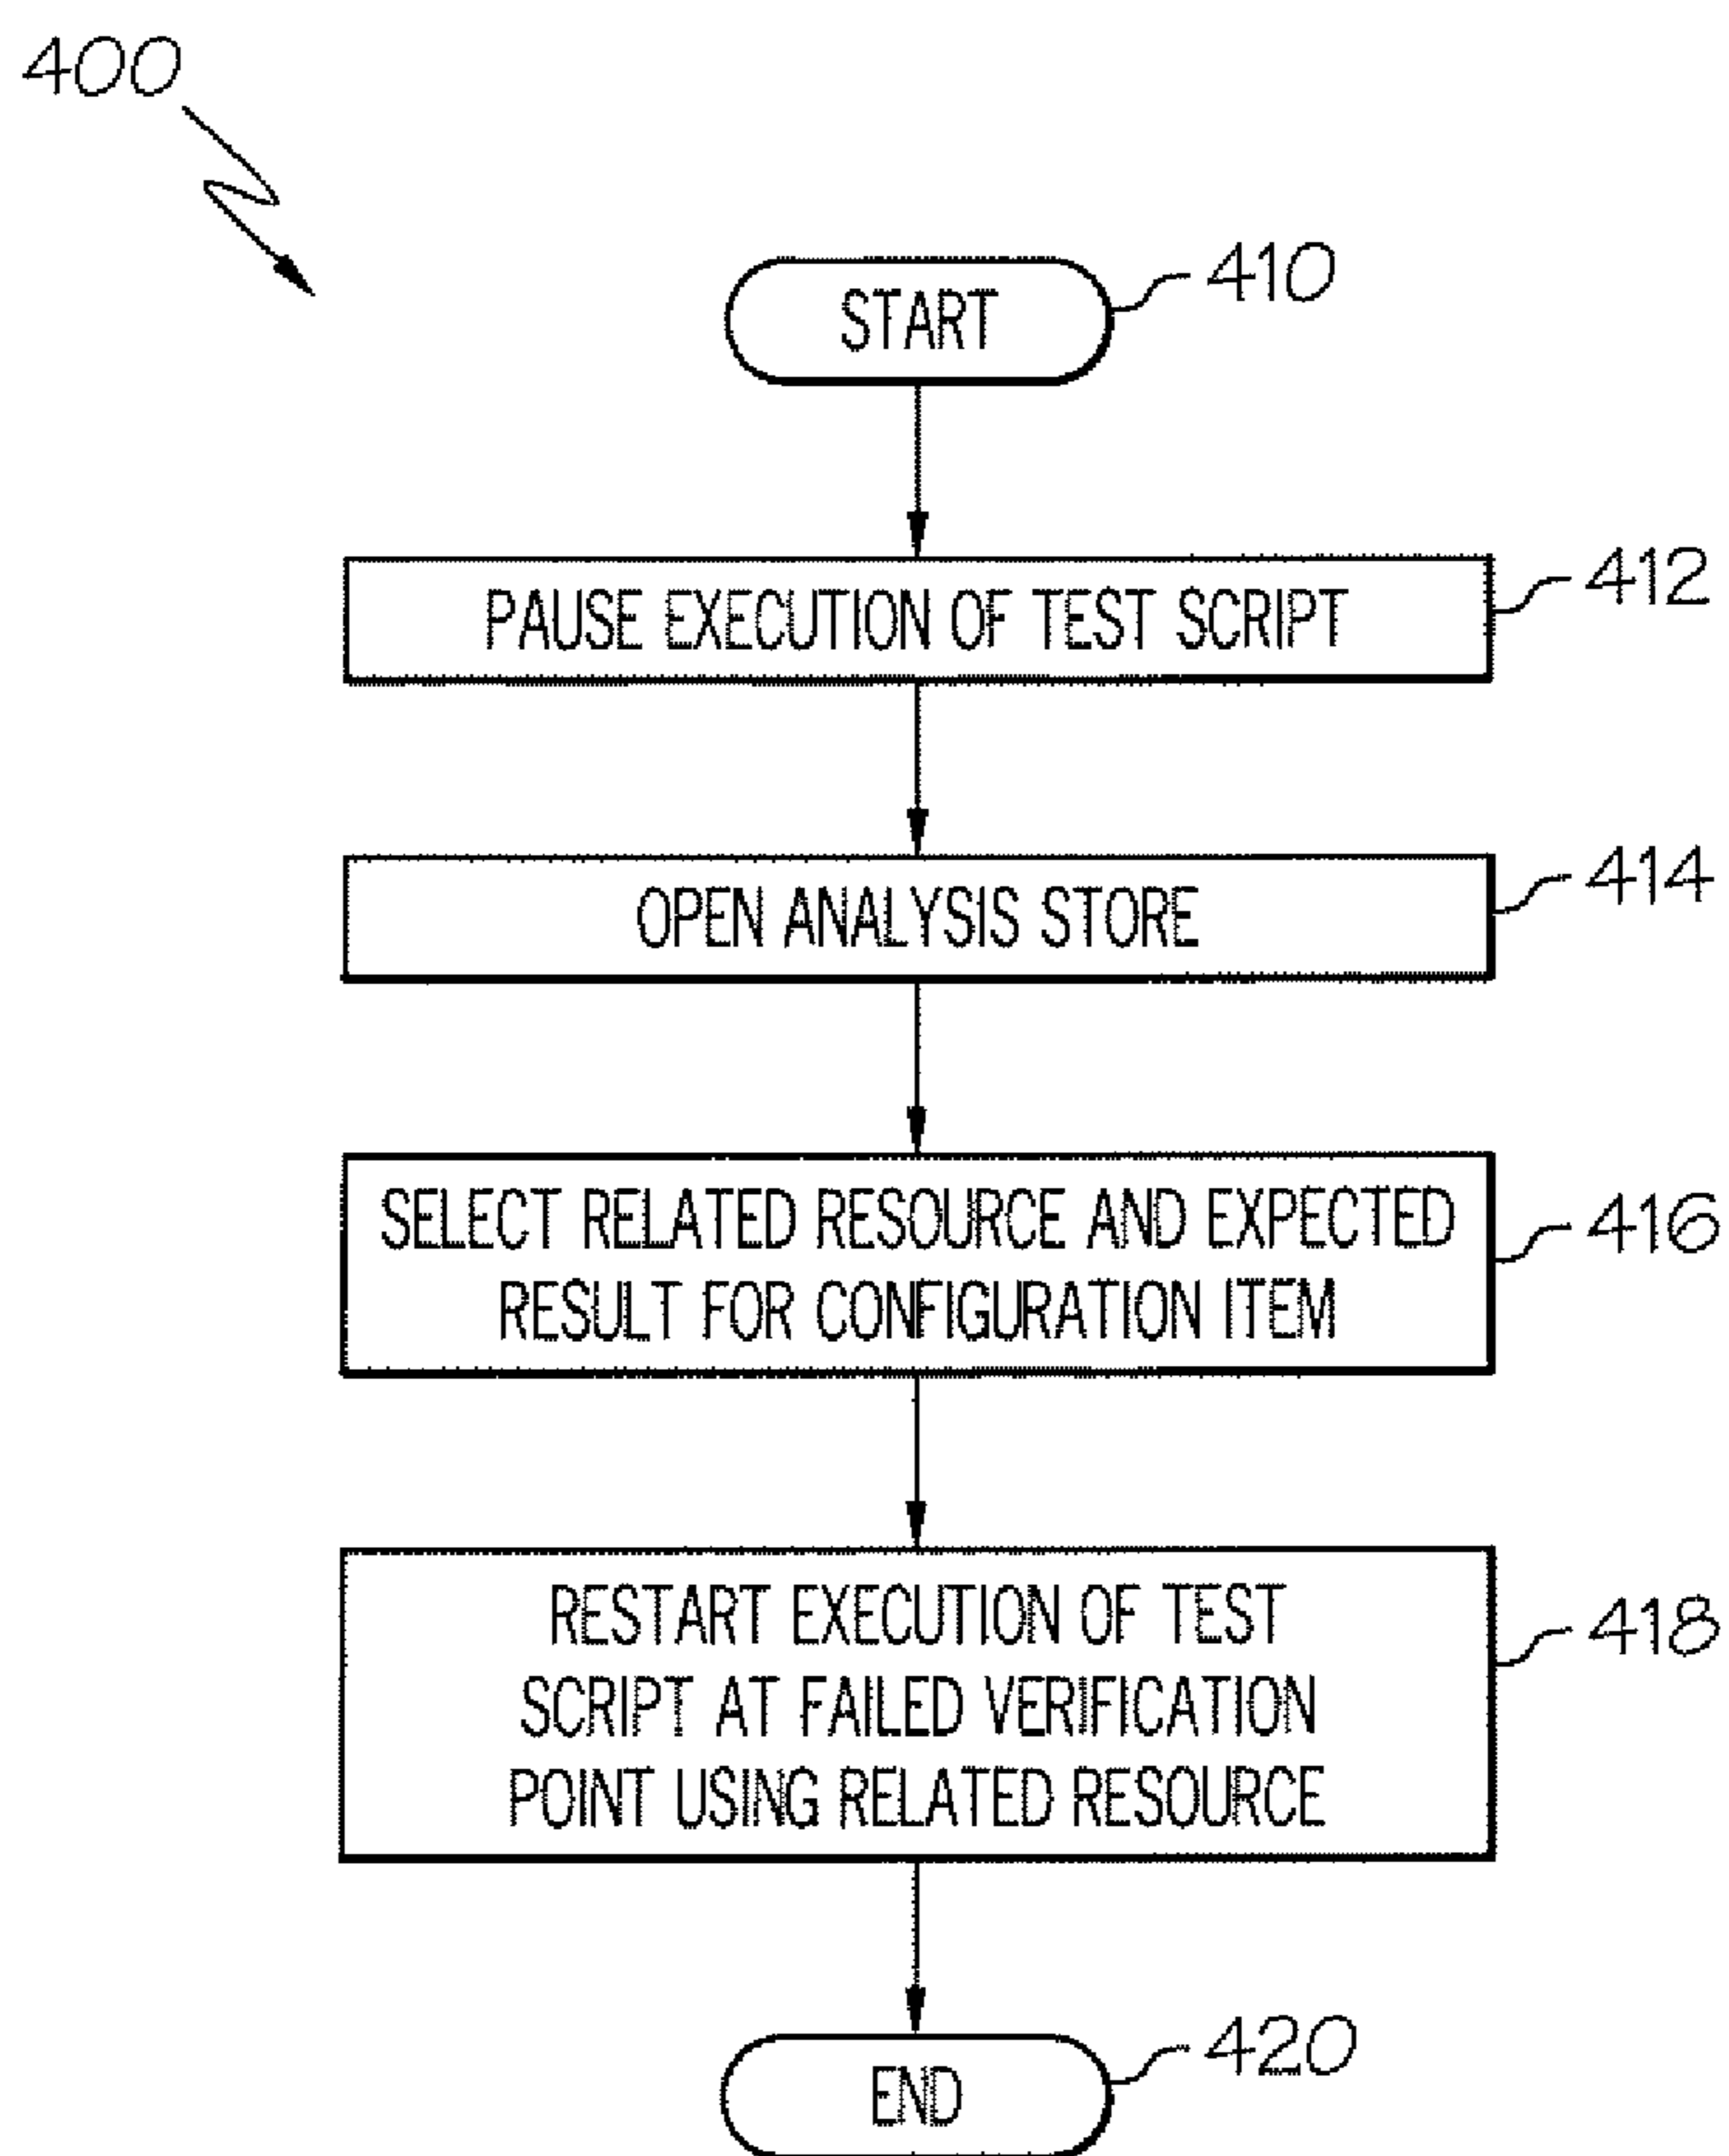 400
START
410
PAUSE EXECUTION OF TEST SCRIPT
412
OPEN ANALYSIS STORE
414
SELECT RELATED RESOURCE AND EXPECTED
RESULT FOR CONFIGURATION ITEM
416
RESTART EXECUTION OF TEST
SCRIPT AT FAILED VERIFICATION
POINT USING RELATED RESOURCE
418
END
420